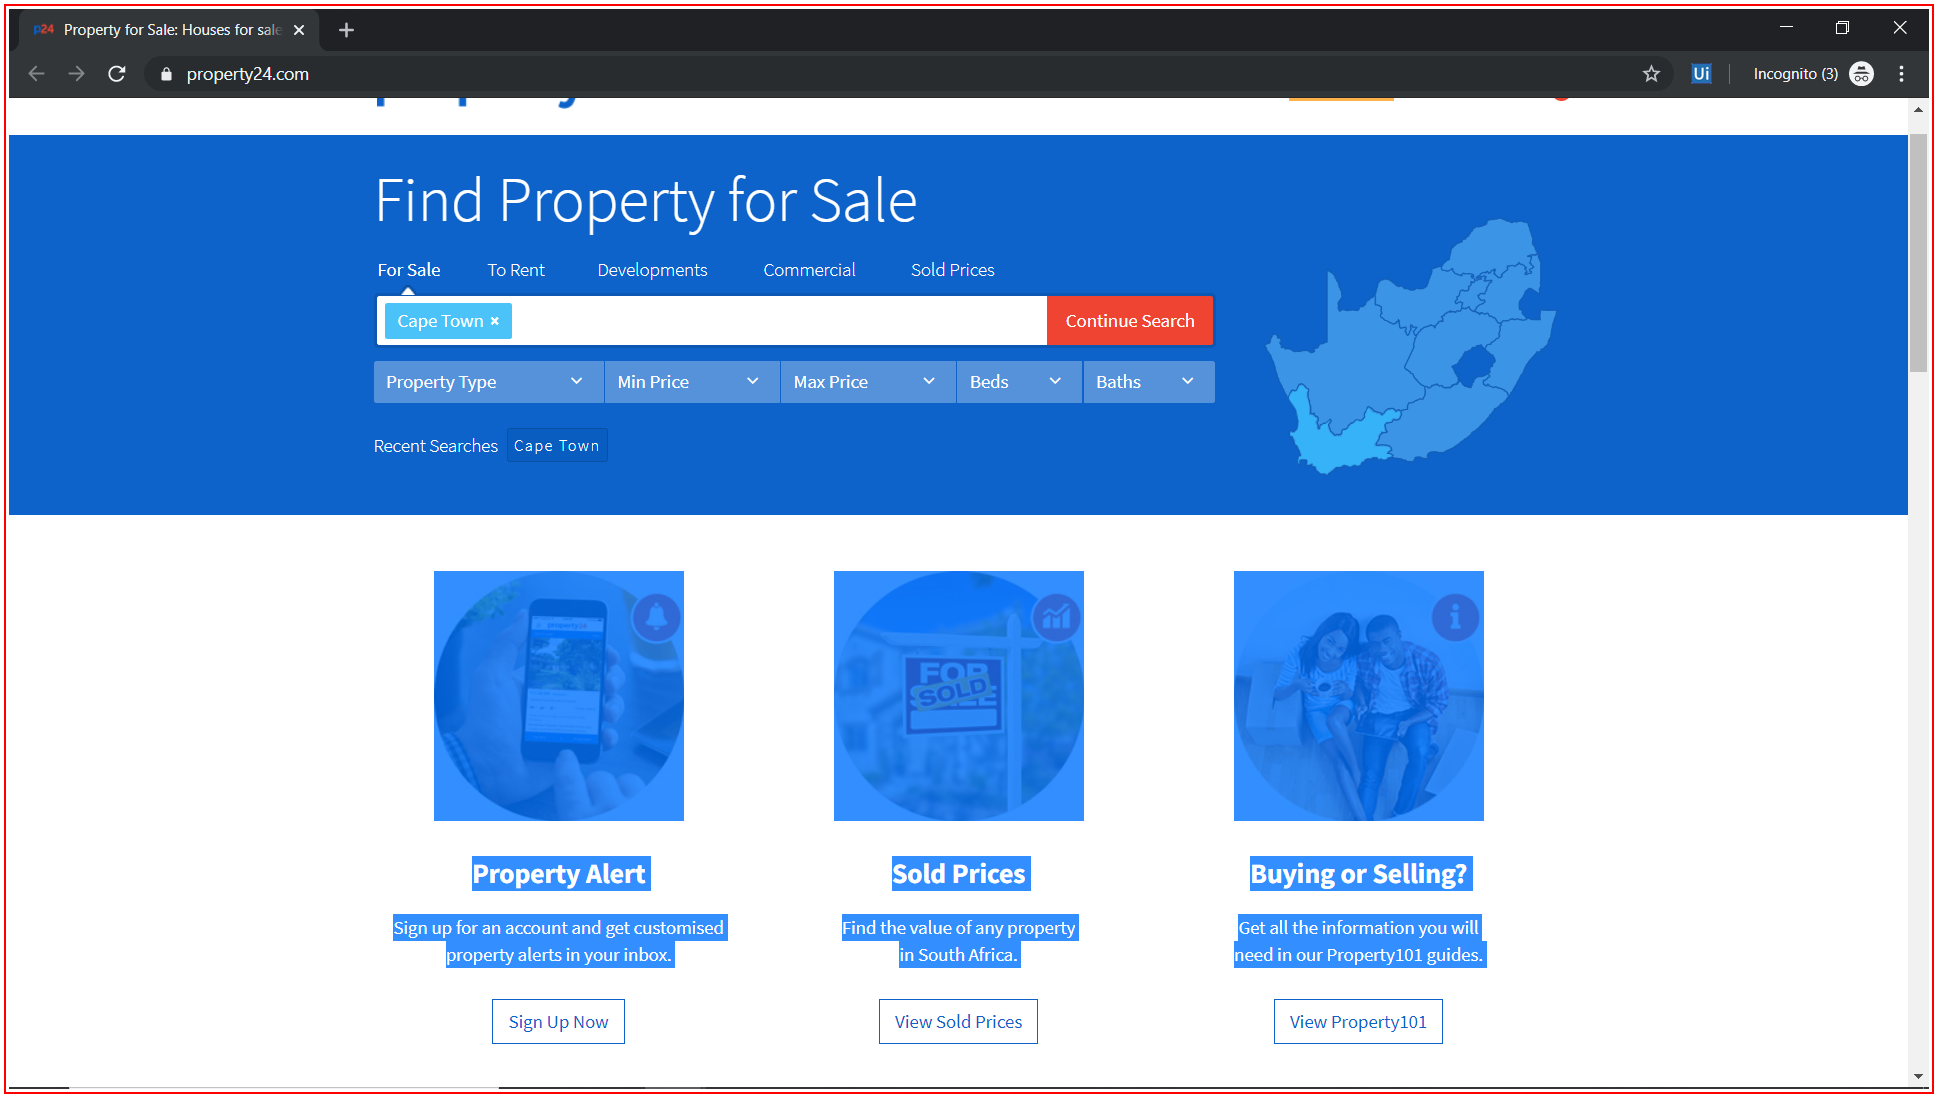 p24 Property for Sale: Houses for sale
property24.com
Ui
Incognito (3)
Find Property for Sale
For Sale To Rent Developments Commercial Sold Prices
Cape Town × Continue Search
Property Type Min Price Max Price Beds Baths
Recent Searches Cape Town
property24
FOR
SOLD
Property Alert
Sign up for an account and get customised
property alerts in your inbox.
Sign Up Now
Sold Prices
Find the value of any property
in South Africa.
View Sold Prices
Buying or Selling?
Get all the information you will
need in our Property101 guides.
View Property101